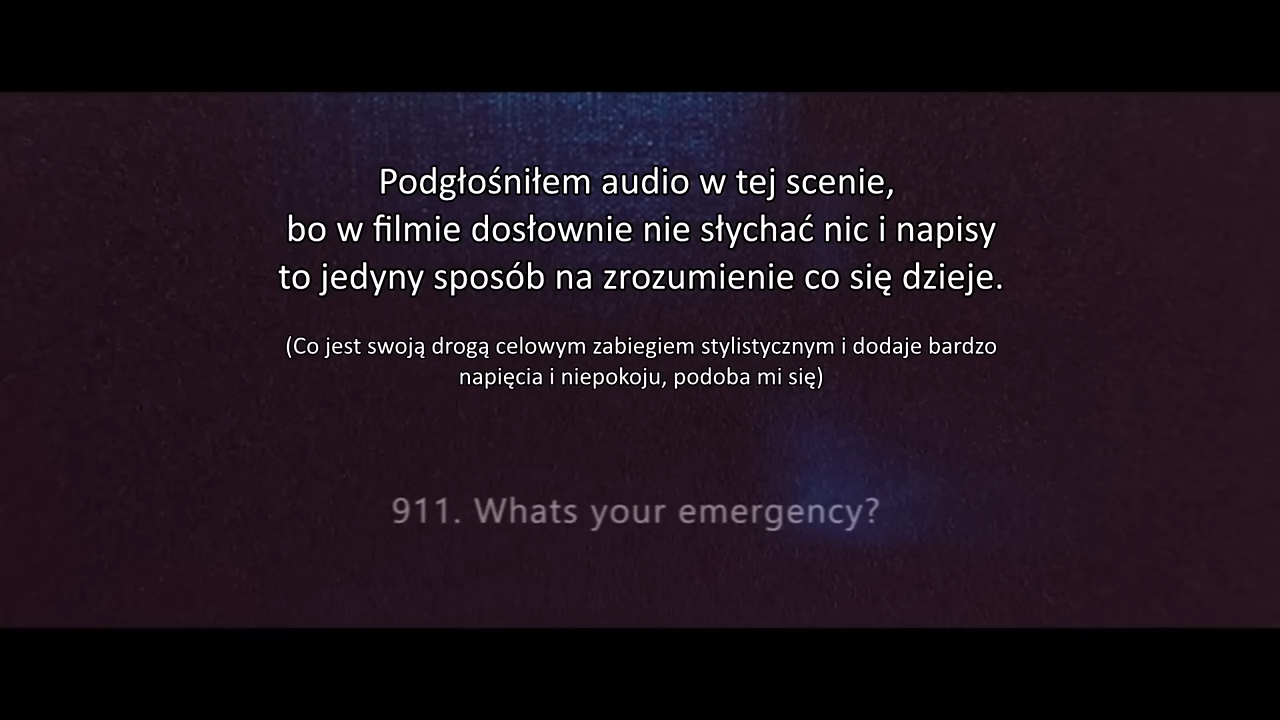 Podgłośniłem audio w tej scenie,
bo w filmie dosłownie nie słychać nic i napisy
to jedyny sposób na zrozumienie co się dzieje.
(Co jest swoją drogą celowym zabiegiem stylistycznym i dodaje bardzo
napięcia i niepokoju, podoba mi się)
911. Whats your emergency?